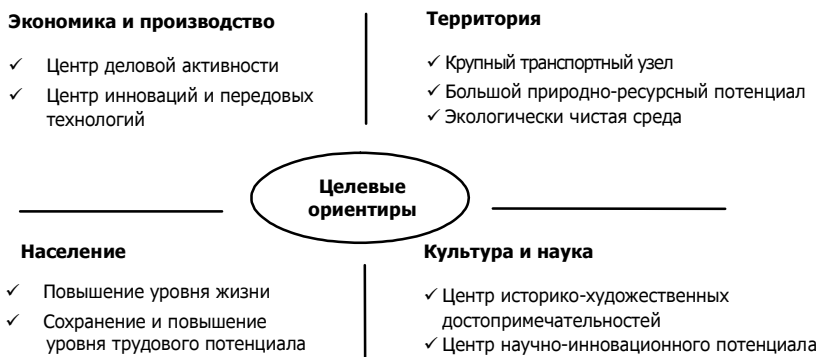 Экономика и производство
✓ Центр деловой активности
✓ Центр инноваций и передовых
технологий
Территория
✓ Крупный транспортный узел
✓ Большой природно-ресурсный потенциал
✓ Экологически чистая среда
Целевые
ориентиры
Население
✓ Повышение уровня жизни
✓ Сохранение и повышение
уровня трудового потенциала
Культура и наука
✓ Центр историко-художественных
достопримечательностей
✓ Центр научно-инновационного потенциала